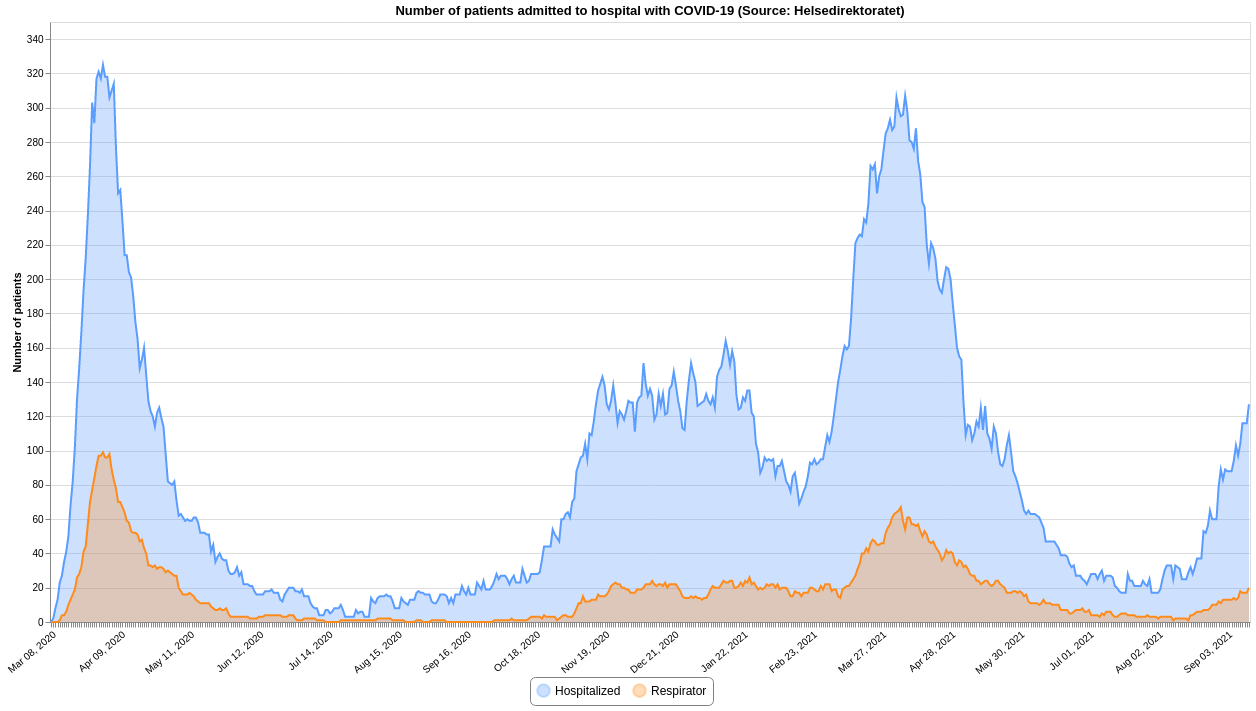 Number of patients admitted to hospital with COVID-19 (Source: Helsedirektoratet)
Number of patients
340
320
300
280
260
240
220
200
180
160
140
120
100
80
60
40
20
0
Mar 08, 2020
Apr 09, 2020
May 11, 2020
Jun 12, 2020
Jul 14, 2020
Aug 15, 2020
Sep 16, 2020
Oct 18, 2020
Nov 19, 2020
Dec 21, 2020
Jan 22, 2021
Feb 23, 2021
Mar 27, 2021
Apr 28, 2021
May 30, 2021
Jul 01, 2021
Aug 02, 2021
Sep 03, 2021
Hospitalized
Respirator